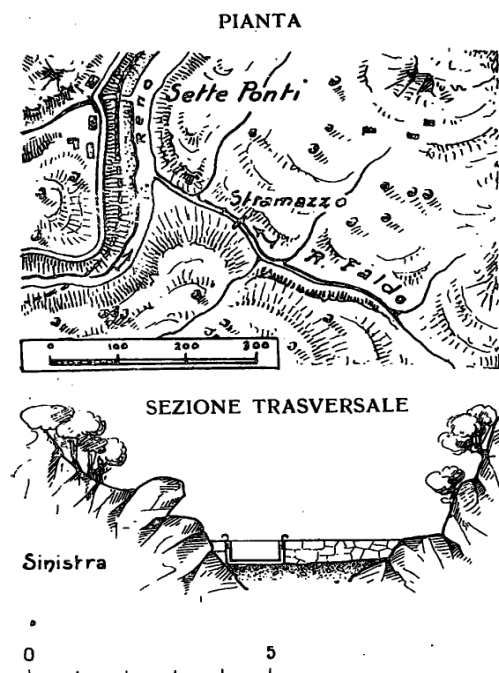 PIANTA
Sette Ponti
Reno
Stramazzo
R. Faldo
0 100 200 300
SEZIONE TRASVERSALE
Sinistra
0 5